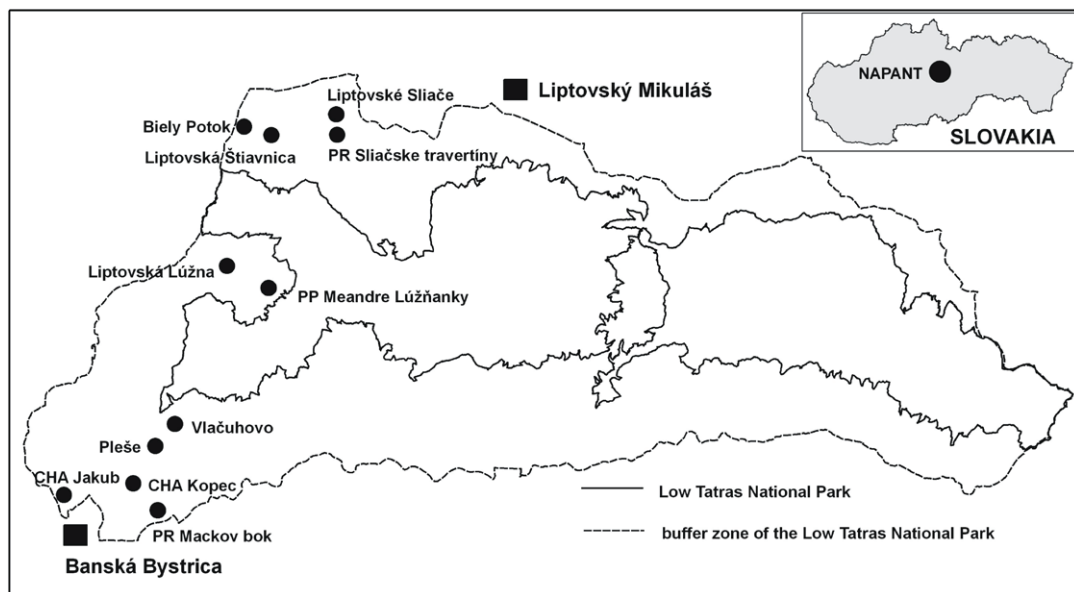 NAPANT
SLOVAKIA
Liptovský Mikuláš
Liptovské Sliače
Biely Potok
Liptovská Štiavnica
PR Sliačske travertíny
Liptovská Lúžna
PP Meandre Lúžňanky
Vlačuhovo
Pleše
CHA Jakub
CHA Kopec
PR Mackov bok
Banská Bystrica
Low Tatras National Park
buffer zone of the Low Tatras National Park